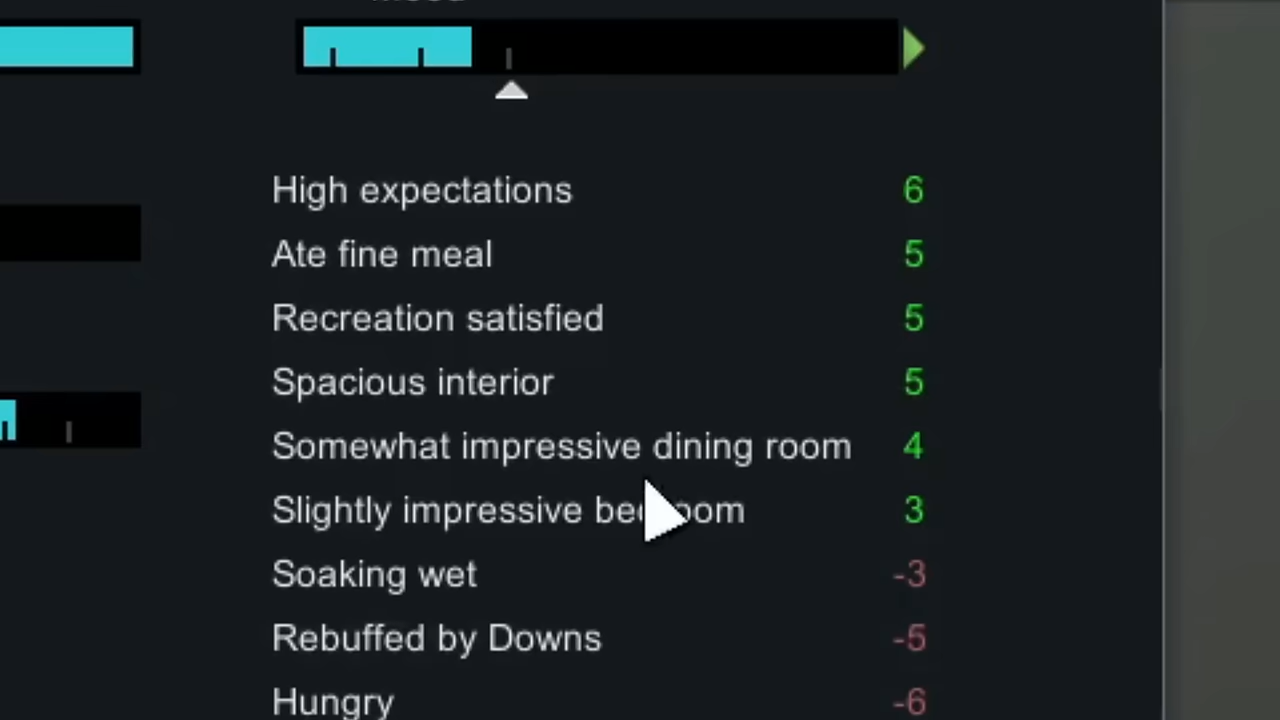 High expectations 6
Ate fine meal 5
Recreation satisfied 5
Spacious interior 5
Somewhat impressive dining room 4
Slightly impressive bedroom 3
Soaking wet -3
Rebuffed by Downs -5
Hungry -6